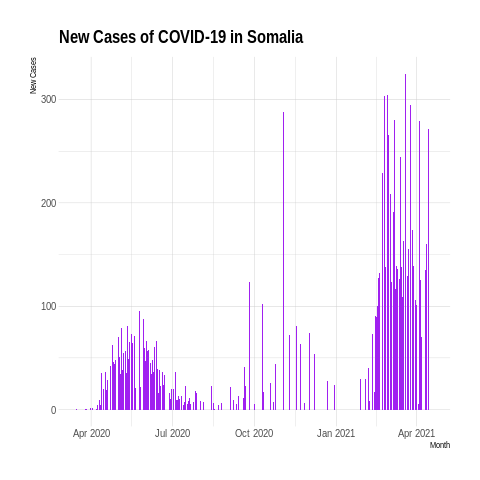 New Cases of COVID-19 in Somalia
New Cases
300
200
100
0
Apr 2020 Jul 2020 Oct 2020 Jan 2021 Apr 2021
Month